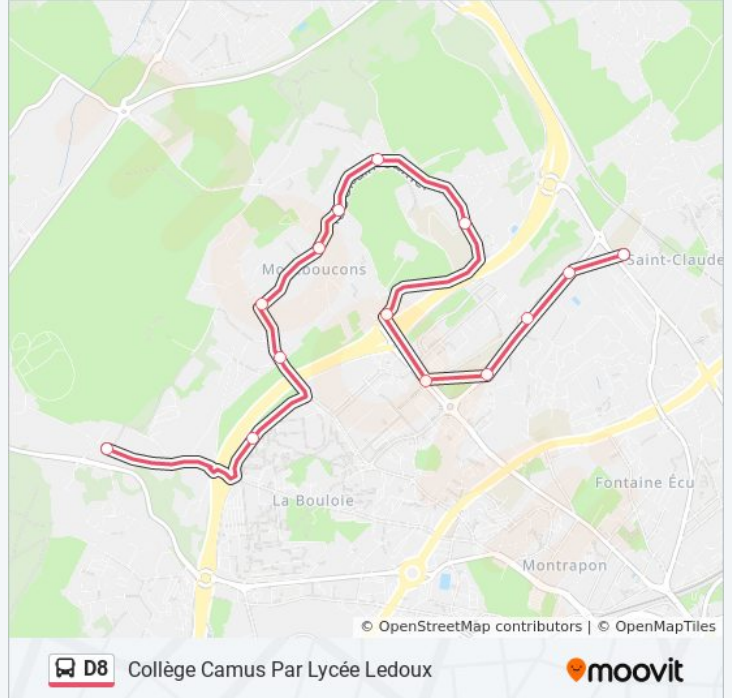 Montboucons
Saint-Claude
Fontaine Écu
La Bouloie
Montrapon
© OpenStreetMap contributors | © OpenMapTiles
D8 Collège Camus Par Lycée Ledoux
moovit